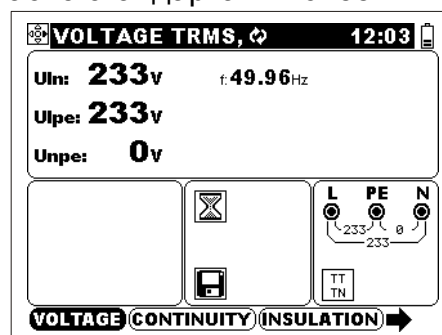 VOLTAGE TRMS, 12:03
Uln: 233v f:49.96Hz
Ulpe: 233v
Unpe: 0v
L PE N
233 0
233
TT
TN
VOLTAGE CONTINUITY INSULATION